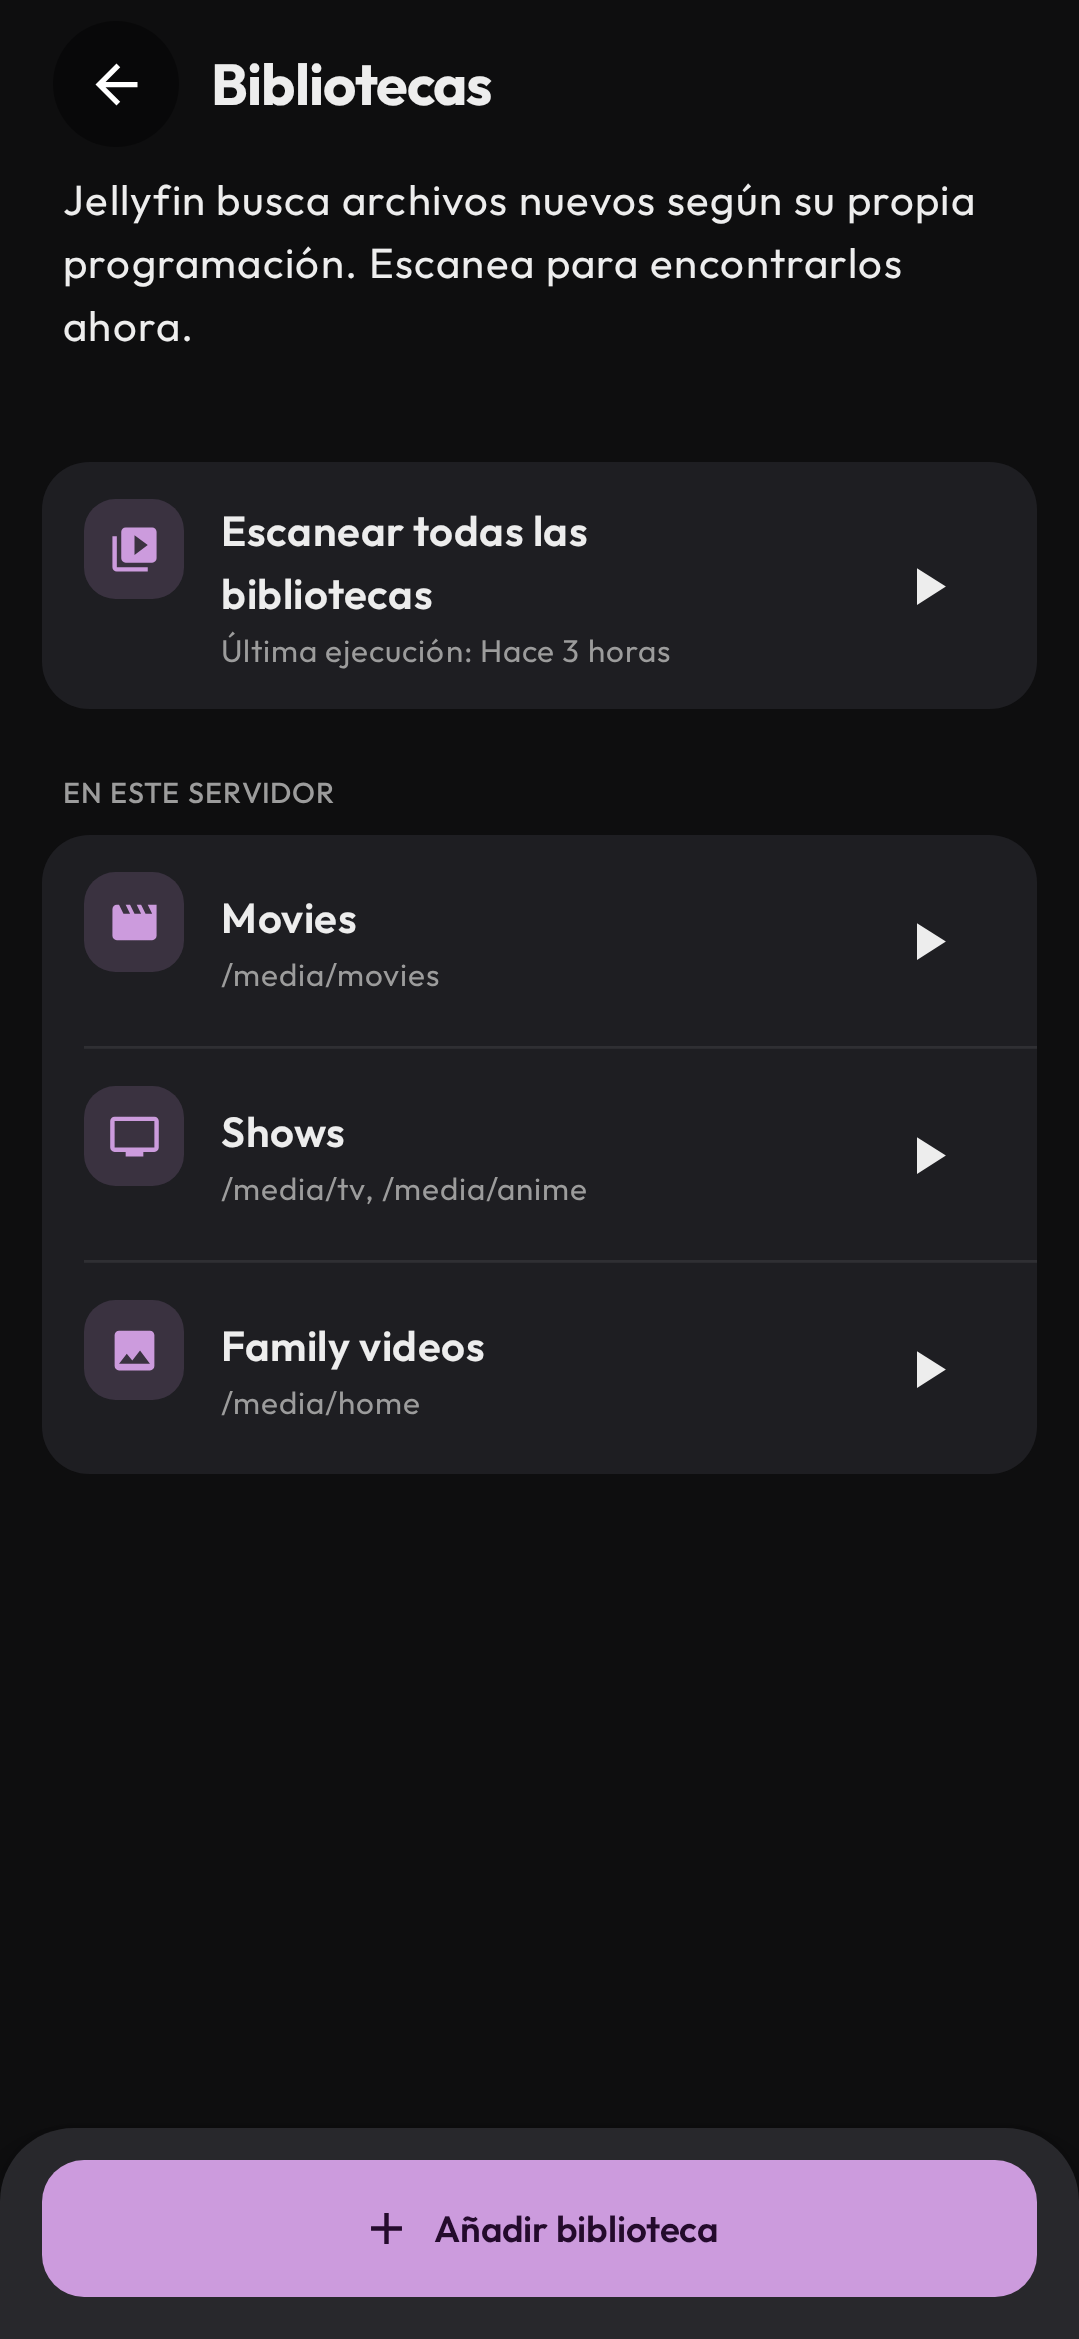 Bibliotecas
Jellyfin busca archivos nuevos según su propia
programación. Escanea para encontrarlos
ahora.
Escanear todas las
bibliotecas
Última ejecución: Hace 3 horas
EN ESTE SERVIDOR
Movies
/media/movies
Shows
/media/tv, /media/anime
Family videos
/media/home
Añadir biblioteca